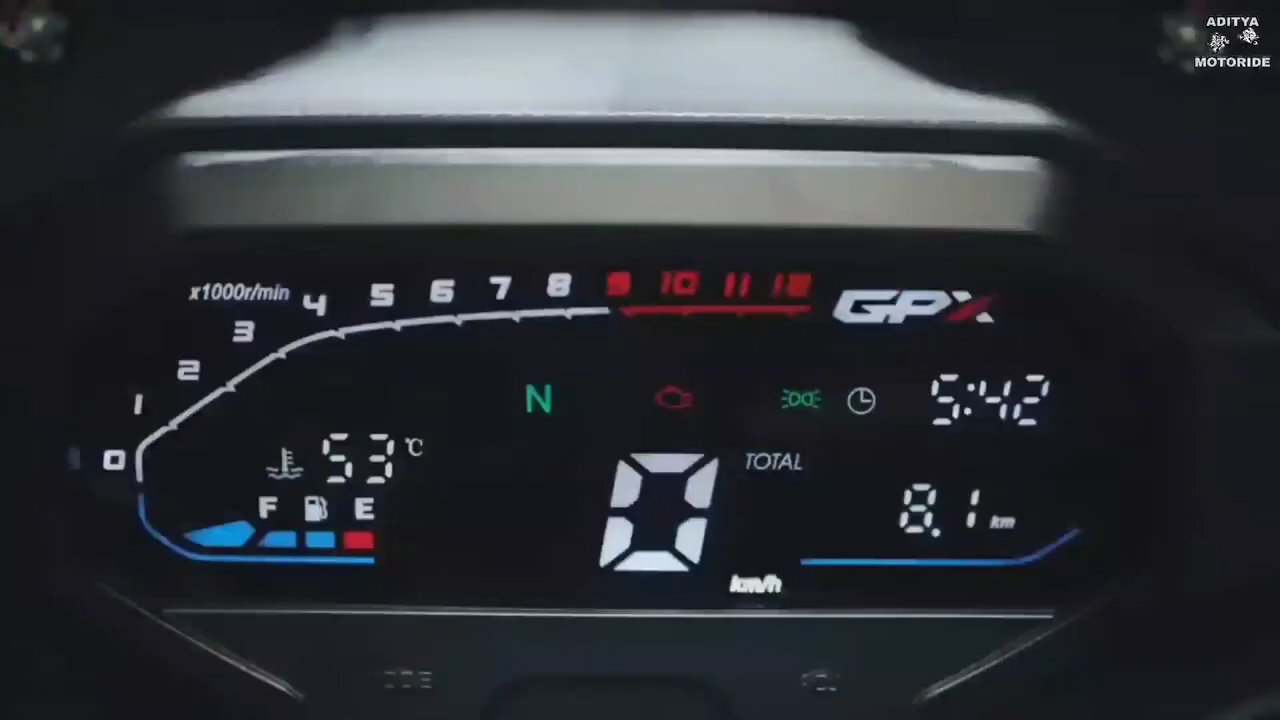 ADITYA
MOTORIDE
x1000r/min
0 1 2 3 4 5 6 7 8 9 10 11 12
GPX
N
5:42
53 °C
F E
0
km/h
TOTAL
8.1 km